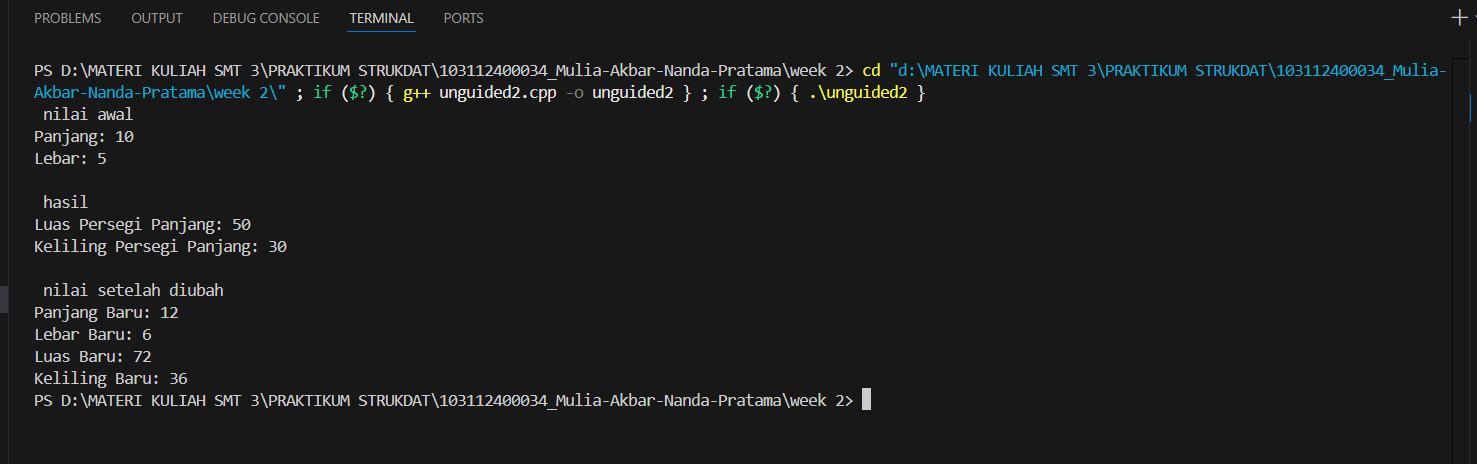 PROBLEMS OUTPUT DEBUG CONSOLE TERMINAL PORTS
PS D:\MATERI KULIAH SMT 3\PRAKTIKUM STRUKDAT\103112400034_Mulia-Akbar-Nanda-Pratama\week 2> cd "d:\MATERI KULIAH SMT 3\PRAKTIKUM STRUKDAT\103112400034_Mulia-
Akbar-Nanda-Pratama\week 2\" ; if ($?) { g++ unguided2.cpp -o unguided2 } ; if ($?) { .\unguided2 }
nilai awal
Panjang: 10
Lebar: 5
hasil
Luas Persegi Panjang: 50
Keliling Persegi Panjang: 30
nilai setelah diubah
Panjang Baru: 12
Lebar Baru: 6
Luas Baru: 72
Keliling Baru: 36
PS D:\MATERI KULIAH SMT 3\PRAKTIKUM STRUKDAT\103112400034_Mulia-Akbar-Nanda-Pratama\week 2>